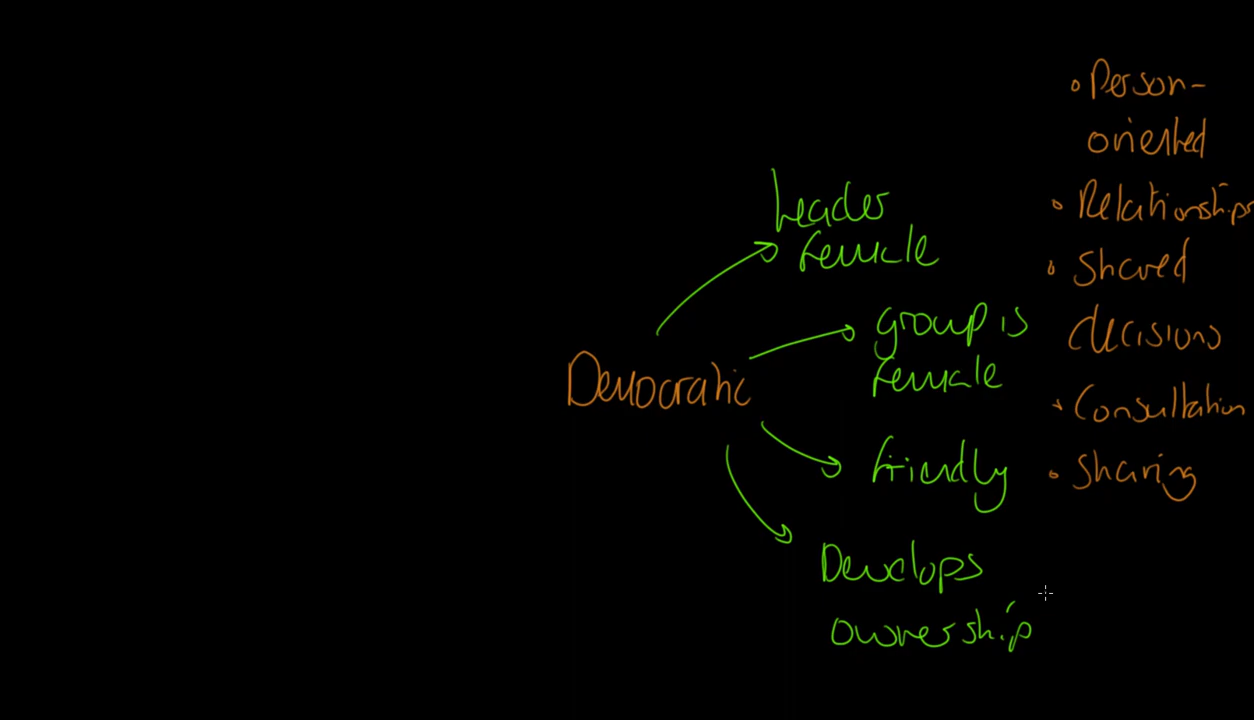 Democratic
Leader
female
group is
female
friendly
Develops
ownership
• Person-
oriented
• Relationships
• Shared
decisions
• Consultation
• Sharing